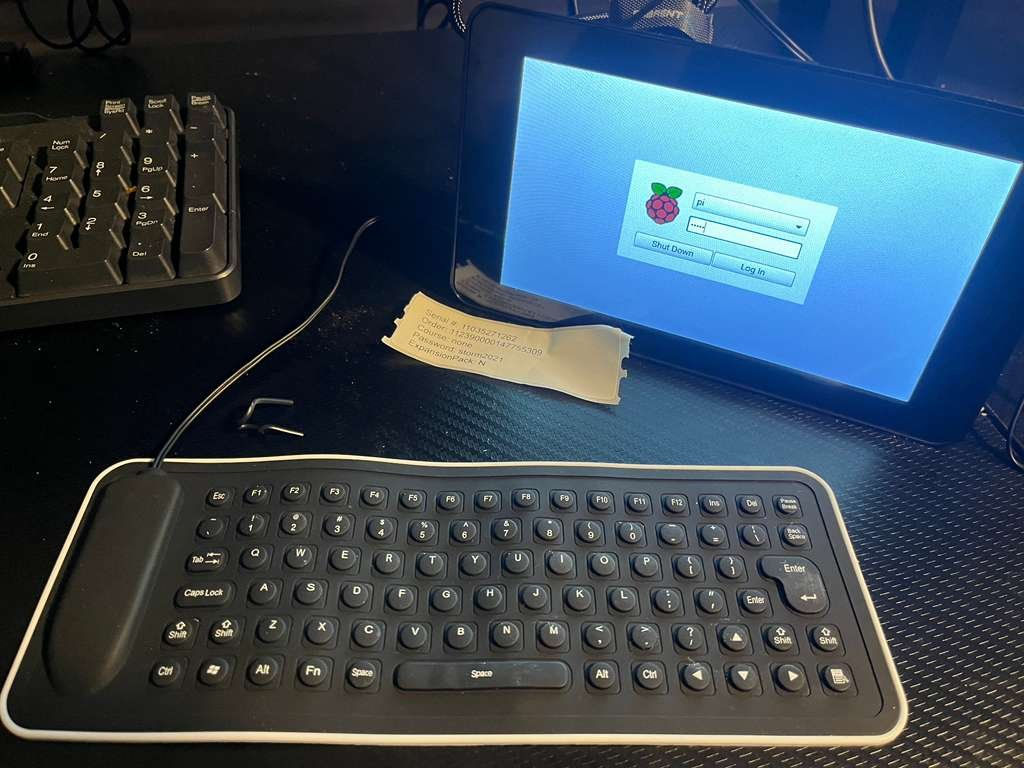 Print Screen SysRq
Scroll Lock
Pause Break
Num Lock
/
*
-
7 Home
8
9 PgUp
+
4
5
6
1 End
2
3 PgDn
Enter
0 Ins
Del
pi
Shut Down
Log In
Serial #: 11035271262
Order: 112390000147755309
Course: none
Password: storm2021
ExpansionPack: N
Esc F1 F2 F3 F4 F5 F6 F7 F8 F9 F10 F11 F12 Ins Del Pause Break
~ ` ! 1 @ 2 # 3 $ 4 % 5 ^ 6 & 7 * 8 ( 9 ) 0 _ - + = | \ Back Space
Tab Q W E R T Y U I O P { [ } ] Enter
Caps Lock A S D F G H J K L : ; " ' Enter
Shift Shift Z X C V B N M < , > . ? / Shift Shift
Ctrl Alt Fn Space Space Alt Ctrl